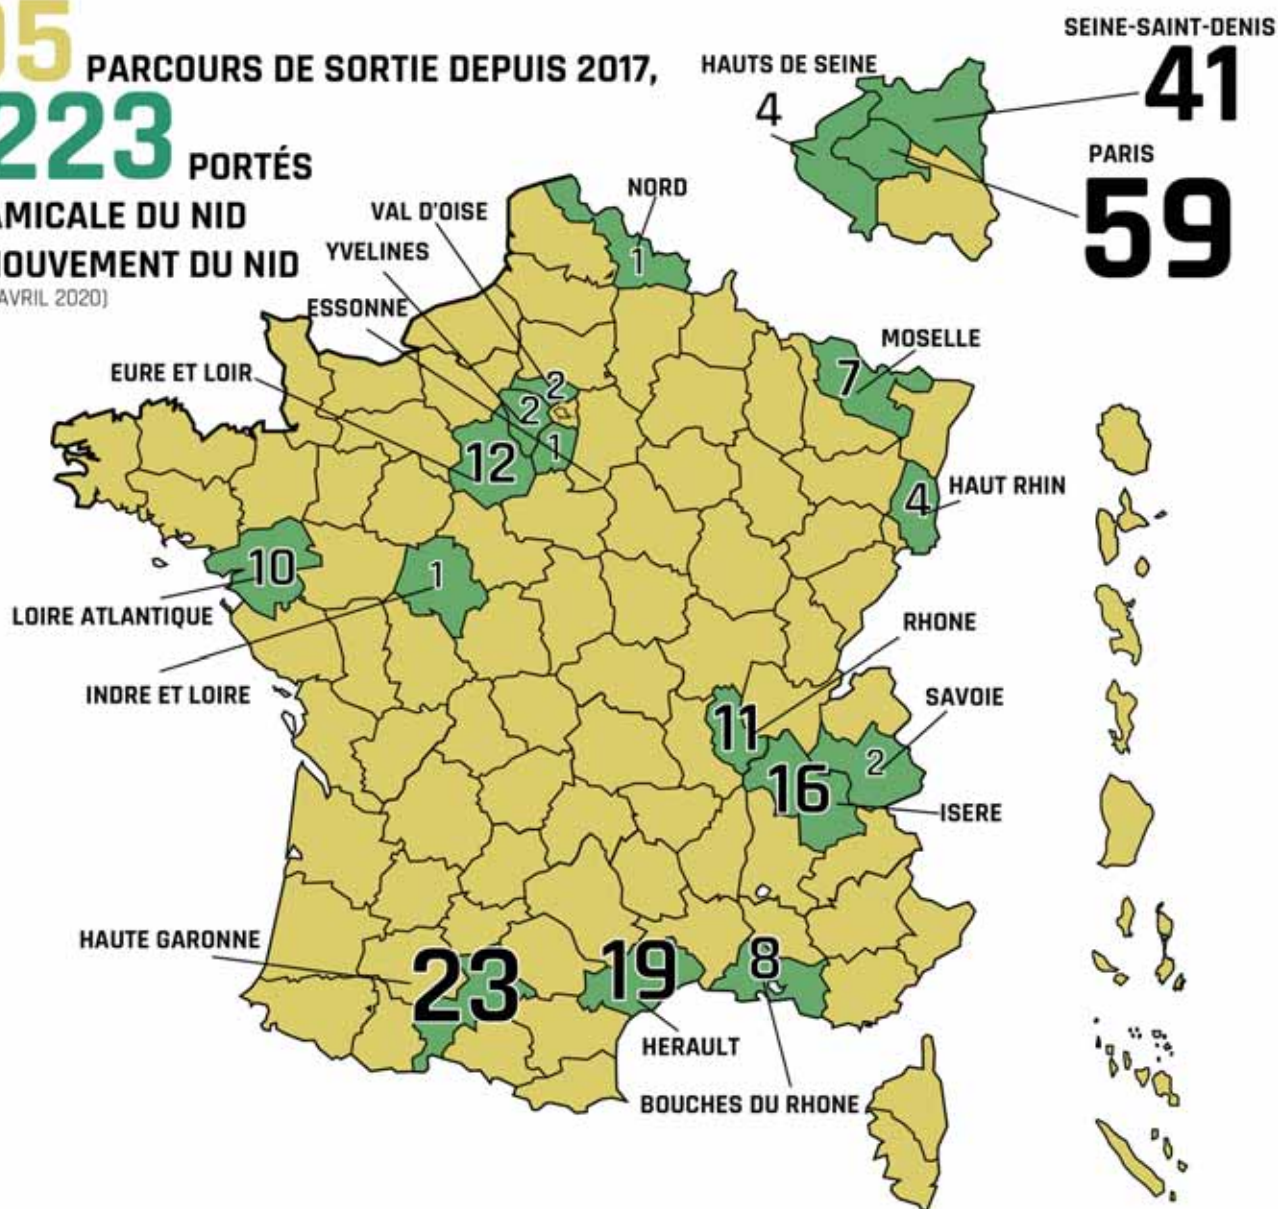 95 PARCOURS DE SORTIE DEPUIS 2017,
223 PORTÉS
AMICALE DU NID
MOUVEMENT DU NID
AVRIL 2020)
HAUTS DE SEINE
4
SEINE-SAINT-DENIS
41
PARIS
59
NORD
1
VAL D'OISE
2
YVELINES
2
ESSONNE
1
EURE ET LOIR
12
MOSELLE
7
HAUT RHIN
4
LOIRE ATLANTIQUE
10
INDRE ET LOIRE
1
RHONE
11
SAVOIE
2
ISERE
16
HAUTE GARONNE
23
HERAULT
19
BOUCHES DU RHONE
8